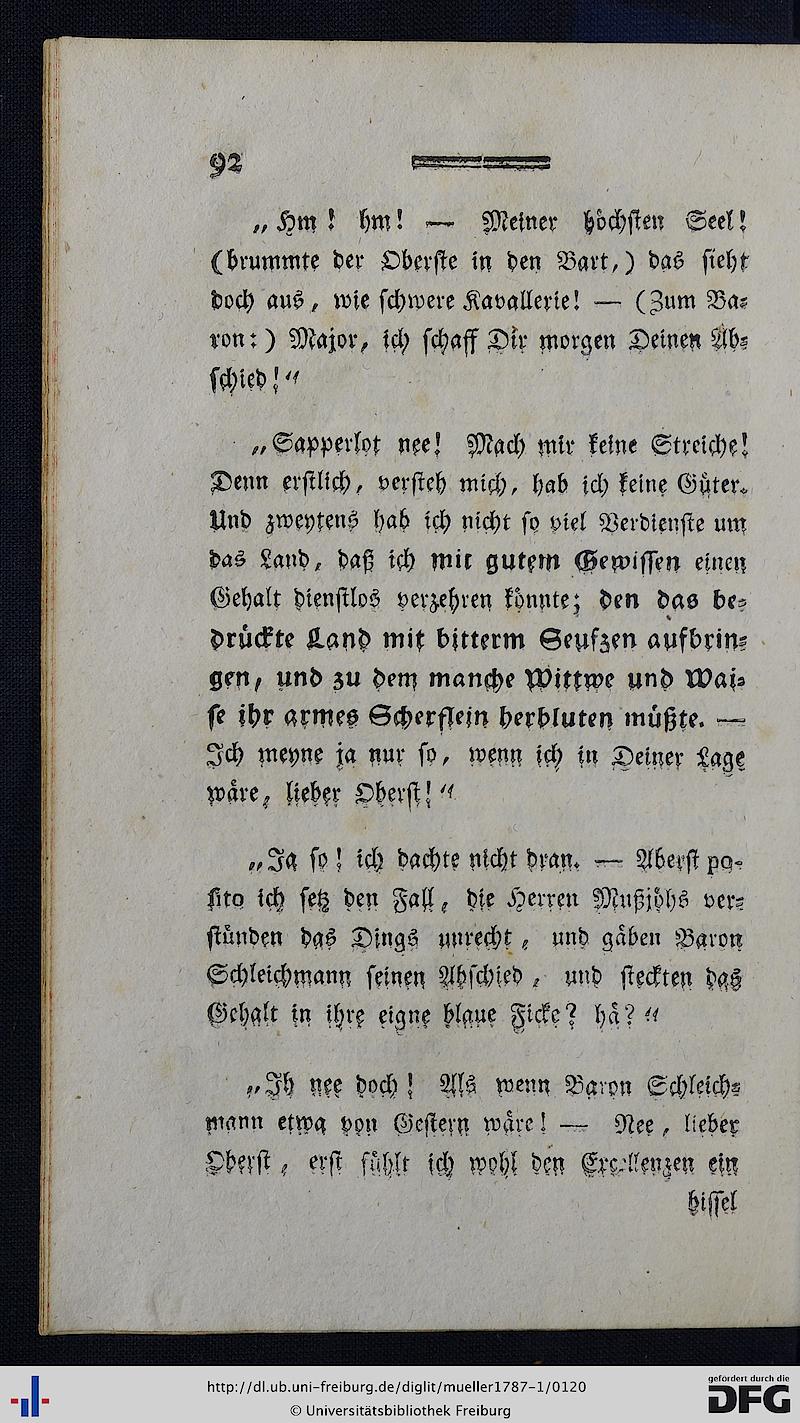 92
„Hm! hm! — Meiner höchsten Seel!
(brummte der Oberste in den Bart,) das sieht
doch aus, wie schwere Kavallerie! — (Zum Ba-
ron:) Major, ich schaff Dir morgen Deinen Ab-
schied!“
„Sapperlot nee! Mach mir keine Streiche!
Denn erstlich, versteh mich, hab ich keine Güter.
Und zweytens hab ich nicht so viel Verdienste um
das Land, daß ich mit gutem Gewissen einen
Gehalt dienstlos verzehren könnte; den das be-
drückte Land mit bitterm Seufzen aufbrin-
gen, und zu dem manche Wittwe und Wai-
se ihr armes Scherflein herbluten müßte. —
Ich meyne ja nur so, wenn ich in Deiner Lage
wäre, lieber Oberst!“
„Ja so! ich dachte nicht dran. — Aberst po-
sito ich setz den Fall, die Herren Mußjöhs ver-
stünden das Dings unrecht, und gäben Baron
Schleichmann seinen Abschied, und steckten das
Gehalt in ihre eigne blaue Ficke? hä?“
„Ih nee doch! Als wenn Baron Schleich-
mann etwa von Gestern wäre! — Nee, lieber
Oberst, erst fühlt ich wohl den Excellenzen ein
bissel
http://dl.ub.uni-freiburg.de/diglit/mueller1787-1/0120
© Universitätsbibliothek Freiburg
gefördert durch die
DFG